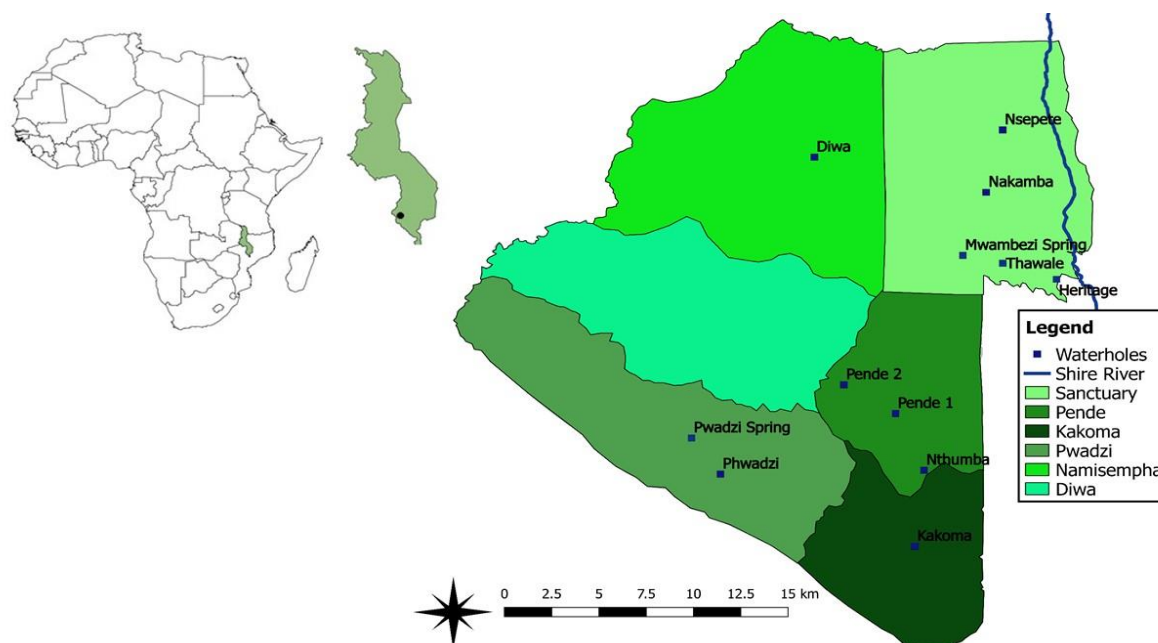 Nsepete
Diwa
Nakamba
Mwambezi Spring
Thawale
Heritage
Legend
Waterholes
Shire River
Sanctuary
Pende
Kakoma
Pwadzi
Namisempha
Diwa
Pende 2
Pende 1
Pwadzi Spring
Phwadzi
Nthumba
Kakoma
0 2.5 5 7.5 10 12.5 15 km